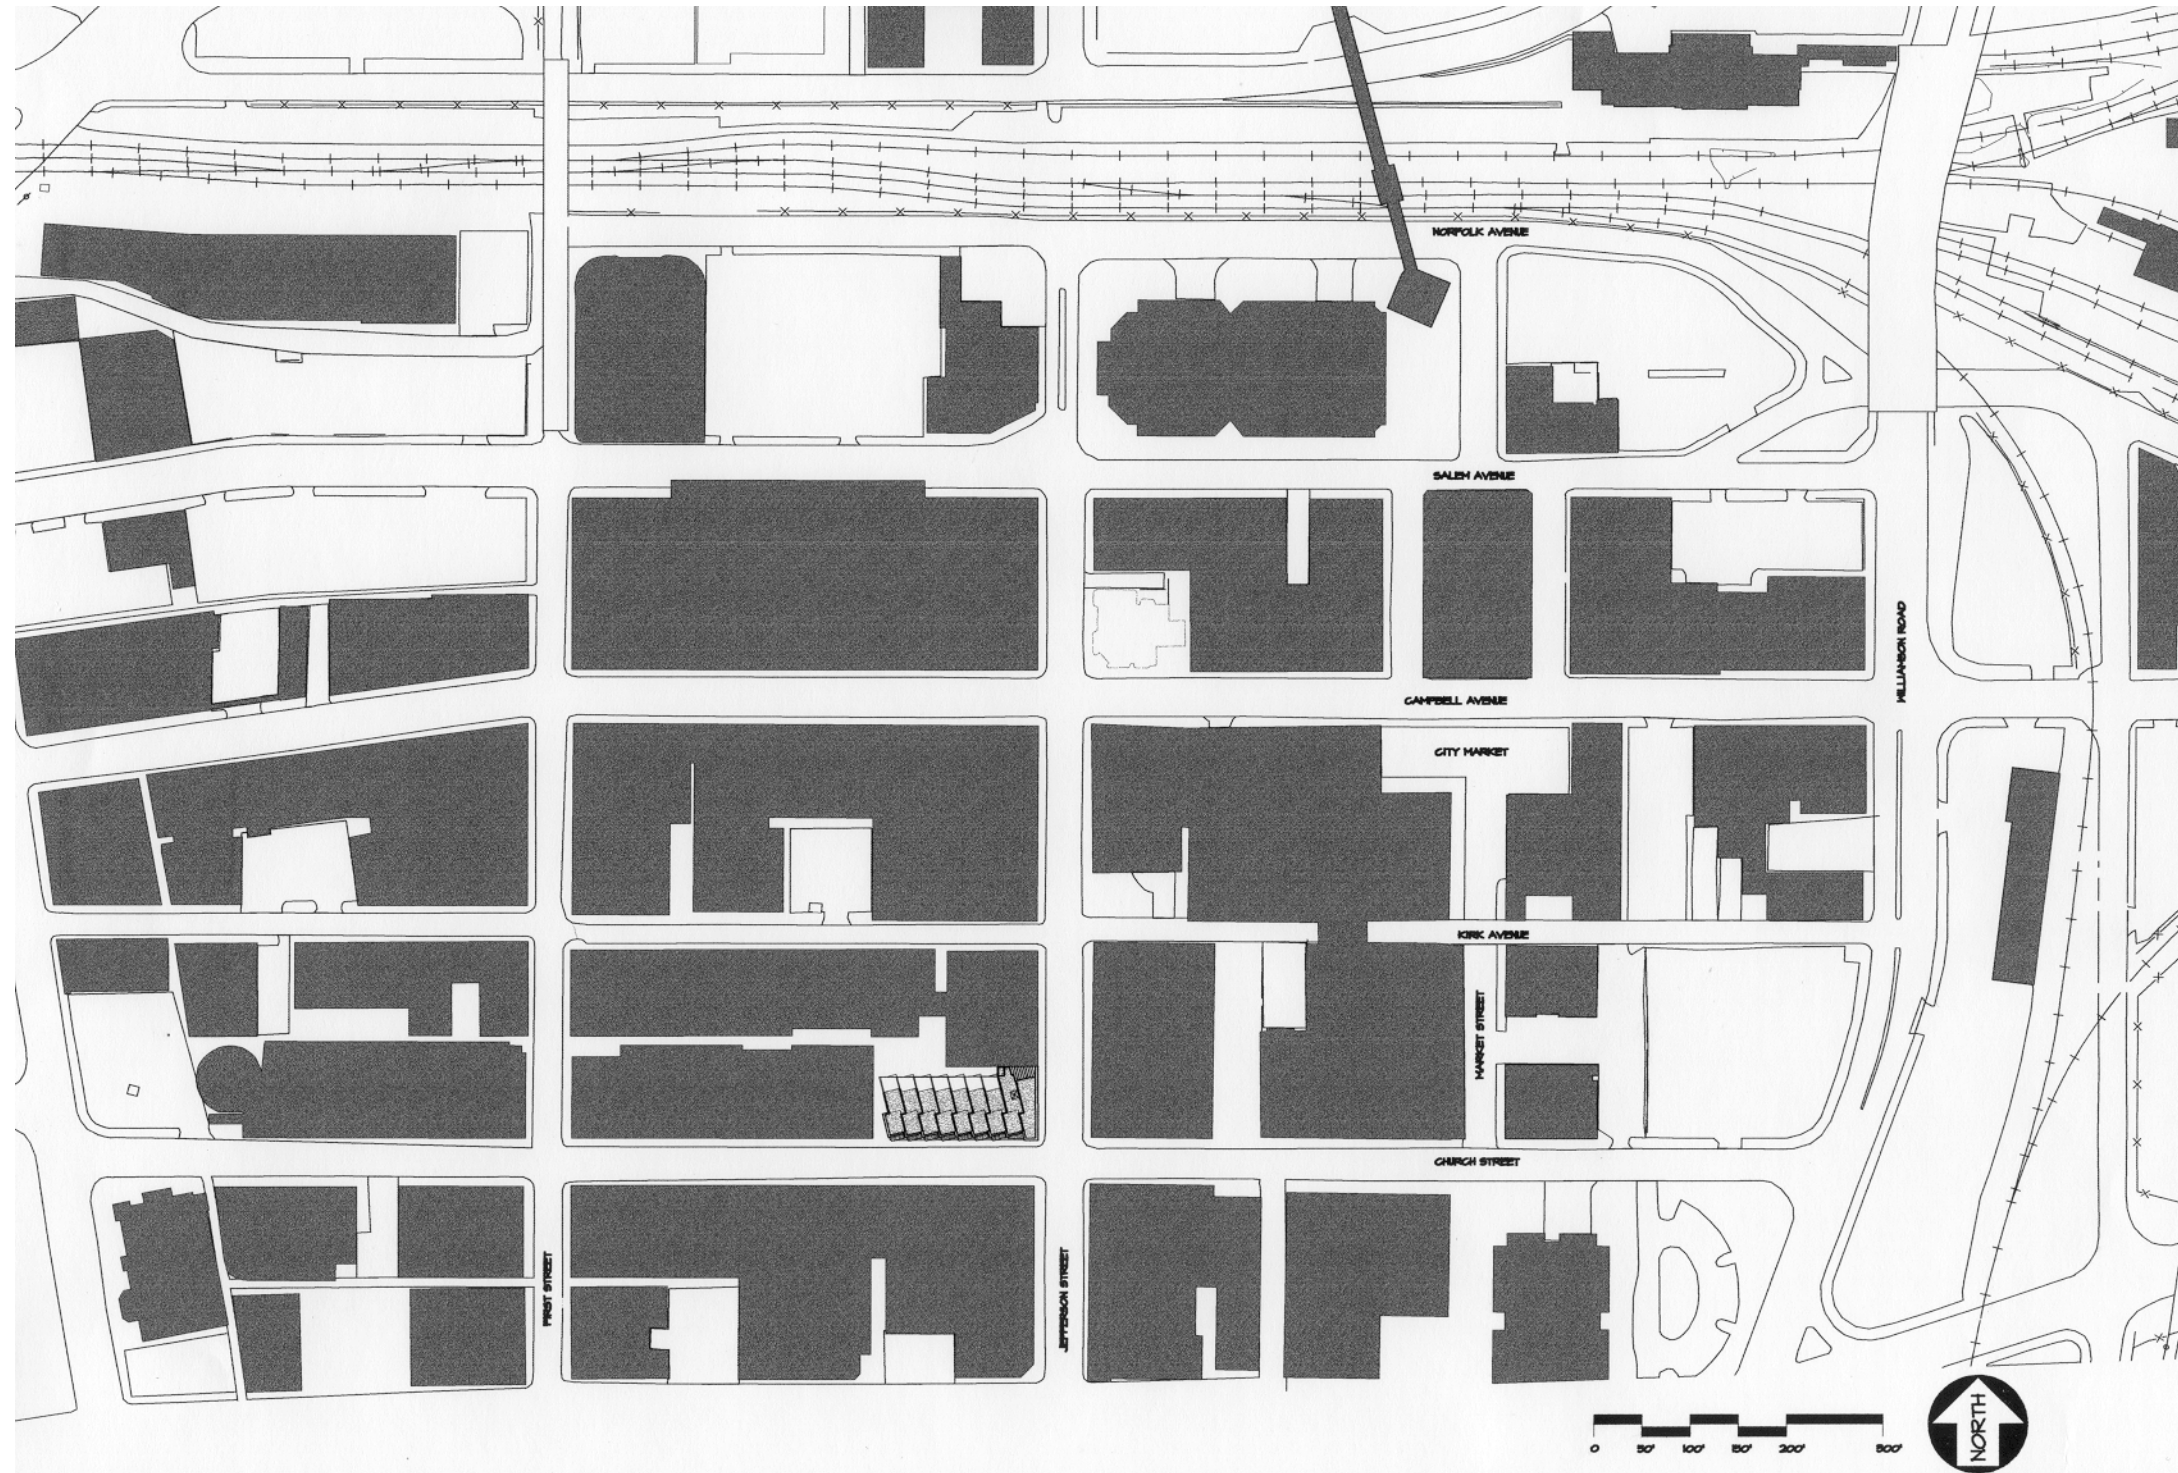 NORFOLK AVENUE
SALEM AVENUE
WILLIAMSON ROAD
CAMPBELL AVENUE
CITY MARKET
KIRK AVENUE
MARKET STREET
CHURCH STREET
FIRST STREET
JEFFERSON STREET
0 50' 100' 150' 200' 300'
NORTH